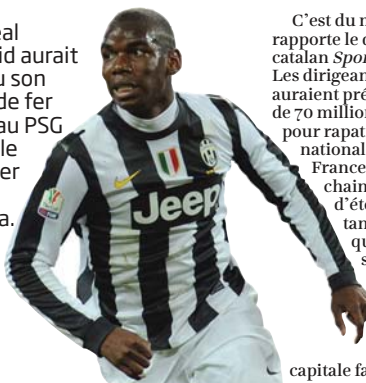 éal
id aurait
u son
de fer
au PSG
le
er
a.
C'est du n
rapporte le q
catalan Spor
Les dirigean
auraient pré
de 70 million
pour rapat
national
France
chain
d'été
tan
qu
s
capitale fa
Jeep